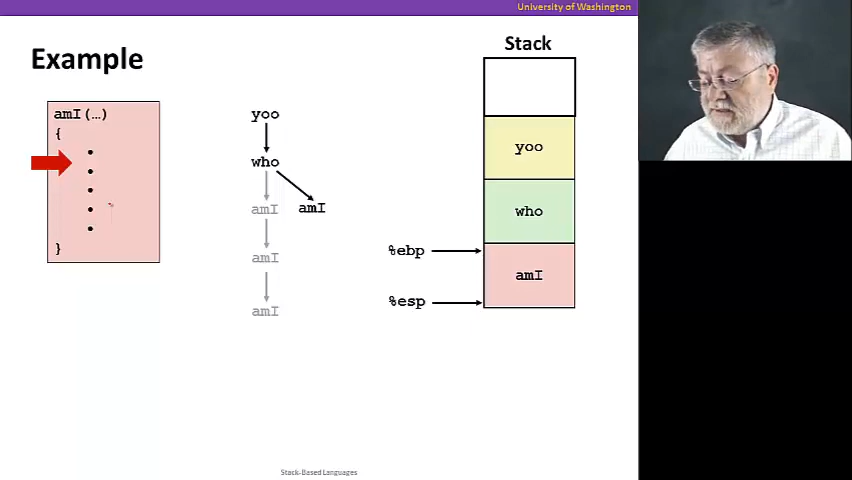 University of Washington
Example
Stack
amI(…)
{
•
•
•
•
•
}
yoo
who
amI
amI
amI
amI
yoo
who
amI
%ebp
%esp
Stack-Based Languages